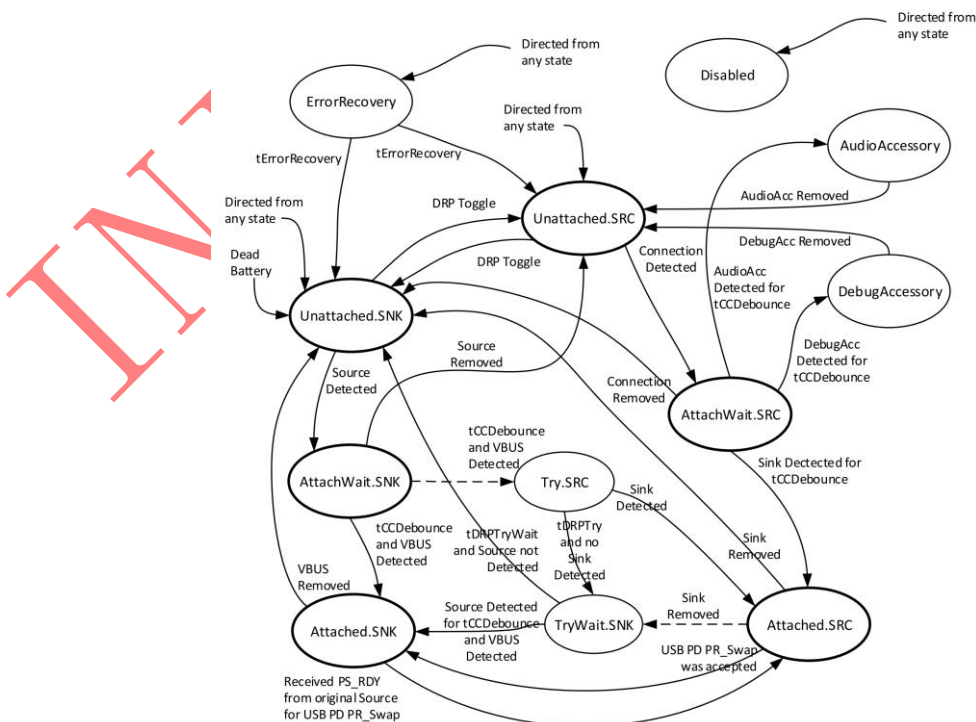 Directed from
any state
Directed from
any state
Disabled
ErrorRecovery
Directed from
any state
AudioAccessory
tErrorRecovery
tErrorRecovery
AudioAcc Removed
Directed from
any state
DRP Toggle
Unattached.SRC
Connection
Detected
DebugAcc Removed
Dead
Battery
DRP Toggle
AudioAcc
Detected for
tCCDebounce
DebugAccessory
Unattached.SNK
Source
Detected
Source
Removed
DebugAcc
Detected for
tCCDebounce
Connection
Removed
AttachWait.SRC
tCCDebounce
and VBUS
Detected
Sink Dectected for
tCCDebounce
AttachWait.SNK
Try.SRC
Sink
Detected
tCCDebounce
and VBUS
Detected
tDRPTryWait
and Source not
Detected
tDRPTry
and no
Sink
Detected
Sink
Removed
VBUS
Removed
Source Detected
for tCCDebounce
and VBUS
Detected
Sink
Removed
Attached.SNK
TryWait.SNK
Attached.SRC
USB PD PR_Swap
was accepted
Received PS_RDY
from original Source
for USB PD PR_Swap